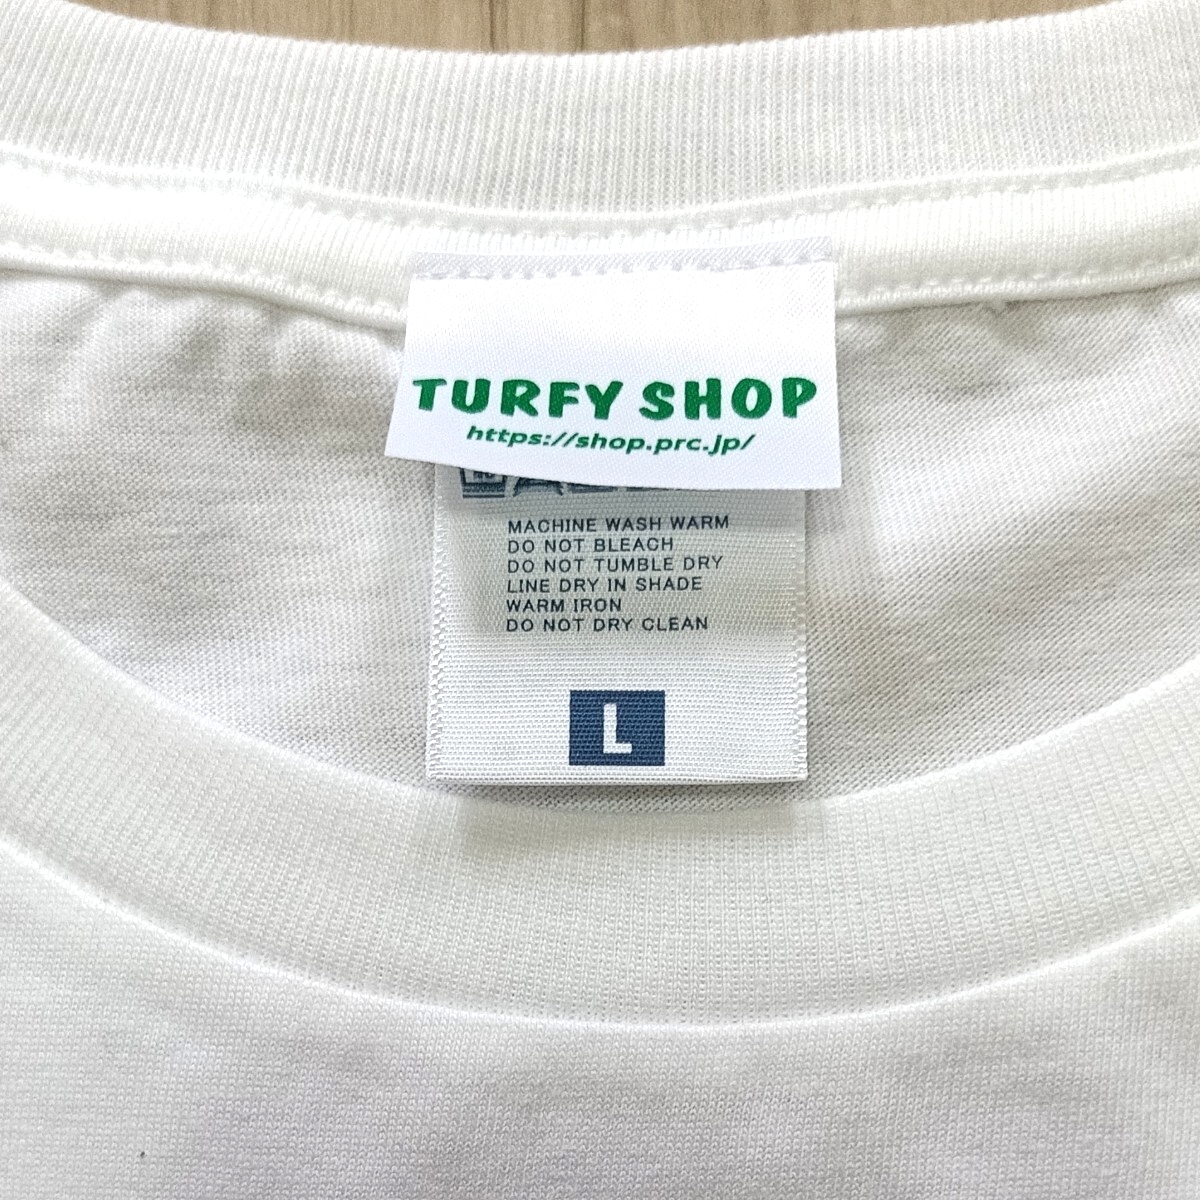 TURFY SHOP
https://shop.prc.jp/
MACHINE WASH WARM
DO NOT BLEACH
DO NOT TUMBLE DRY
LINE DRY IN SHADE
WARM IRON
DO NOT DRY CLEAN
L